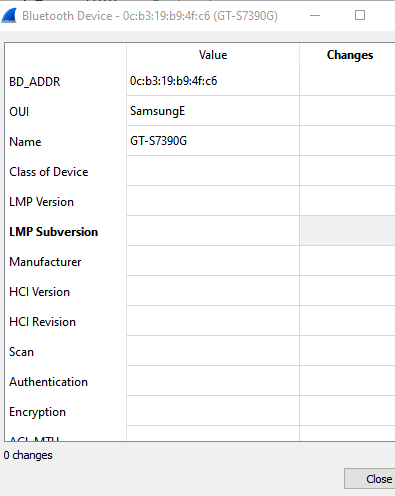 Bluetooth Device - 0c:b3:19:b9:4f:c6 (GT-S7390G)
Value Changes
BD_ADDR 0c:b3:19:b9:4f:c6
OUI SamsungE
Name GT-S7390G
Class of Device
LMP Version
LMP Subversion
Manufacturer
HCI Version
HCI Revision
Scan
Authentication
Encryption
ACL MTU
0 changes
Close